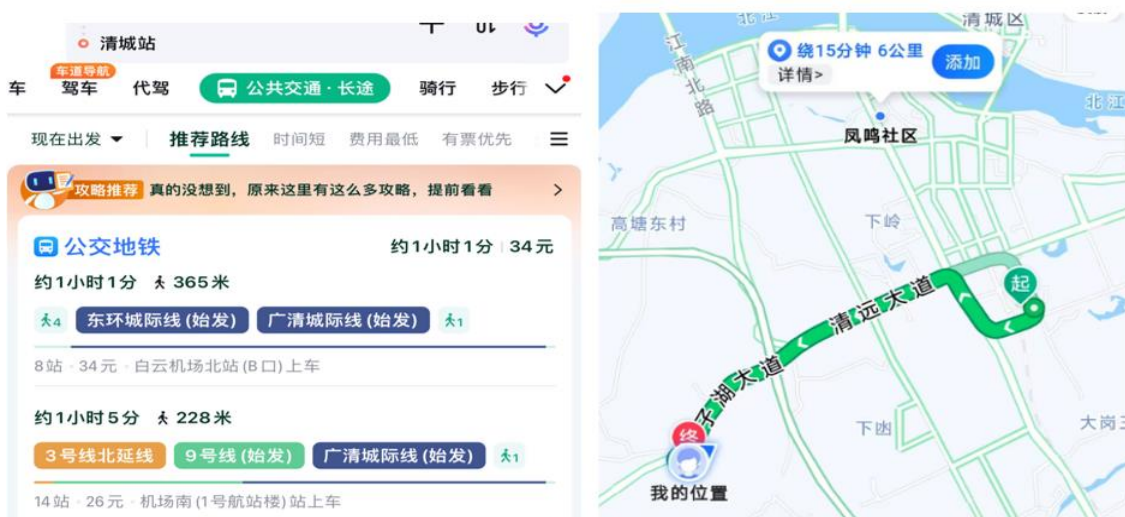 清城站
车
驾车
车道导航
代驾
公共交通·长途
骑行
步行
现在出发
推荐路线
时间短
费用最低
有票优先
攻略推荐 真的没想到，原来这里有这么多攻略，提前看看
公交地铁
约1小时1分 34元
约1小时1分 365米
4 东环城际线(始发) 广清城际线(始发) 1
8站·34元·白云机场北站(B口)上车
约1小时5分 228米
3号线北延线 9号线(始发) 广清城际线(始发) 1
14站·26元·机场南(1号航站楼)站上车
北江
清城区
江南北路
绕15分钟 6公里
详情>
添加
北江
凤鸣社区
高塘东村
下岭
起
清远大道
子湖大道
下凼
大岗
终
我的位置